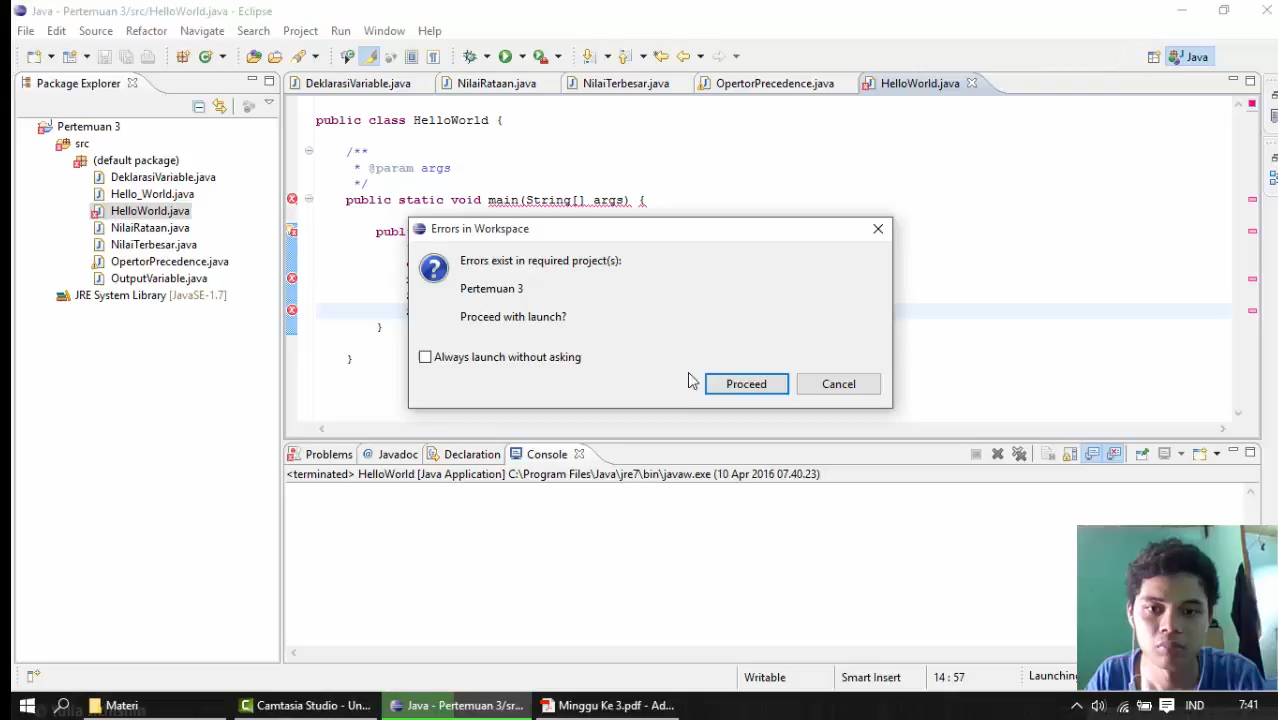 Java - Pertemuan 3/src/HelloWorld.java - Eclipse
File Edit Source Refactor Navigate Search Project Run Window Help
Java
Package Explorer
DeklarasiVariable.java NilaiRataan.java NilaiTerbesar.java OpertorPrecedence.java HelloWorld.java
Pertemuan 3
src
(default package)
DeklarasiVariable.java
Hello_World.java
HelloWorld.java
NilaiRataan.java
NilaiTerbesar.java
OpertorPrecedence.java
OutputVariable.java
JRE System Library [JavaSE-1.7]
public class HelloWorld {
/**
* @param args
*/
public static void main(String[] args) {
publ
}
}
Errors in Workspace
Errors exist in required project(s):
Pertemuan 3
Proceed with launch?
Always launch without asking
Proceed Cancel
Problems @ Javadoc Declaration Console
<terminated> HelloWorld [Java Application] C:\Program Files\Java\jre7\bin\javaw.exe (10 Apr 2016 07.40.23)
Writable Smart Insert 14 : 57 Launching
Materi Camtasia Studio - Un... Java - Pertemuan 3/sr... Minggu Ke 3.pdf - Ad... IND 7:41